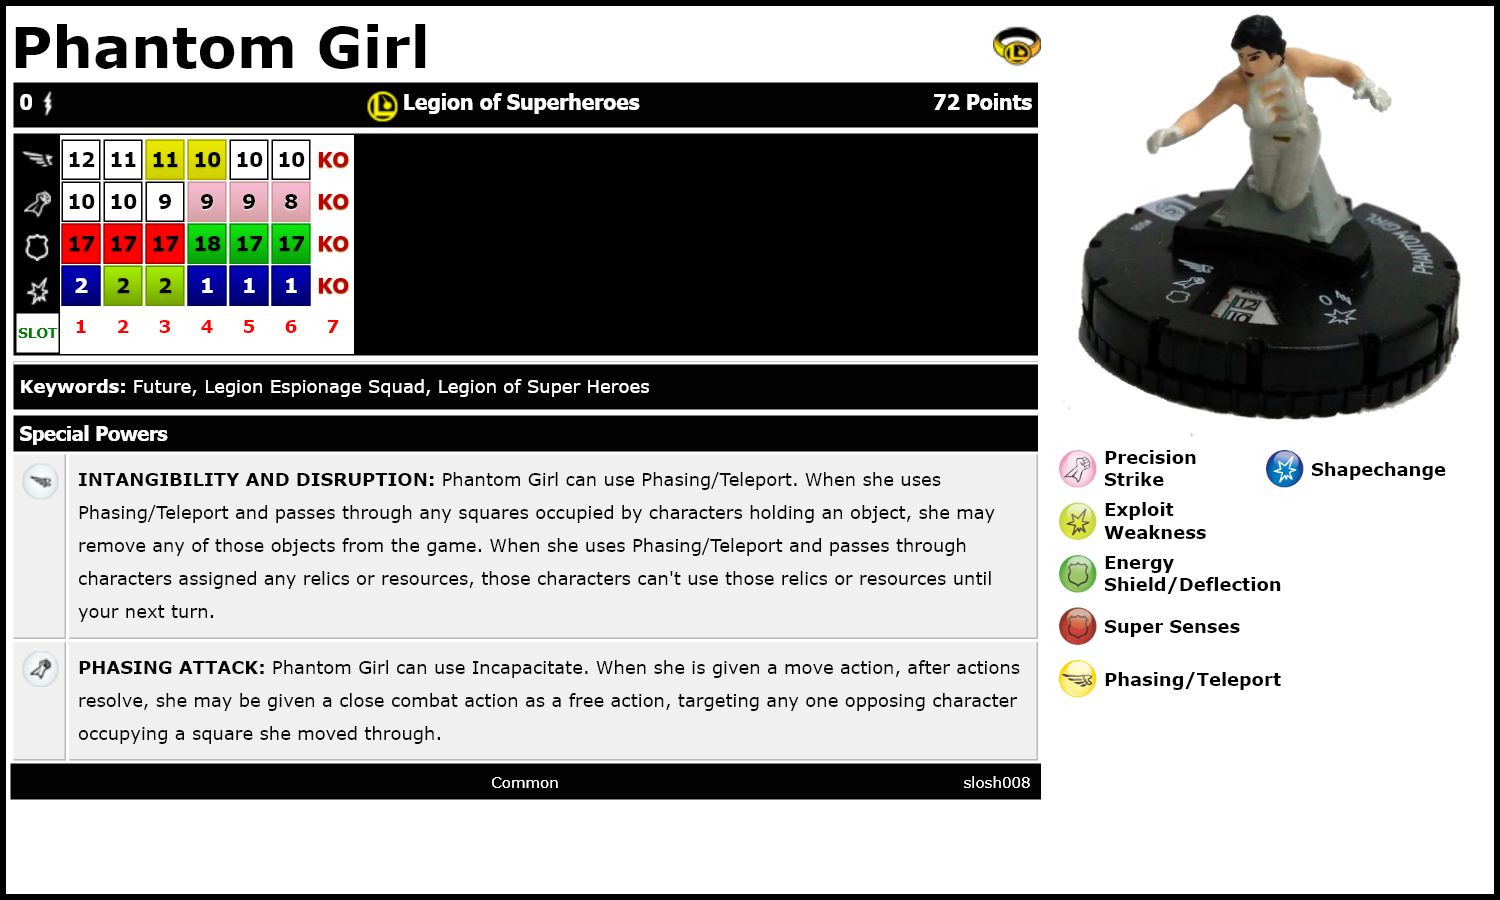 Phantom Girl
0 Legion of Superheroes 72 Points
12 11 11 10 10 10 KO
10 10 9 9 9 8 KO
17 17 17 18 17 17 KO
2 2 2 1 1 1 KO
SLOT 1 2 3 4 5 6 7
Keywords: Future, Legion Espionage Squad, Legion of Super Heroes
Special Powers
INTANGIBILITY AND DISRUPTION: Phantom Girl can use Phasing/Teleport. When she uses
Phasing/Teleport and passes through any squares occupied by characters holding an object, she may
remove any of those objects from the game. When she uses Phasing/Teleport and passes through
characters assigned any relics or resources, those characters can't use those relics or resources until
your next turn.
PHASING ATTACK: Phantom Girl can use Incapacitate. When she is given a move action, after actions
resolve, she may be given a close combat action as a free action, targeting any one opposing character
occupying a square she moved through.
Common slosh008
#008
PHANTOM GIRL
12
10
0
Precision
Strike
Shapechange
Exploit
Weakness
Energy
Shield/Deflection
Super Senses
Phasing/Teleport